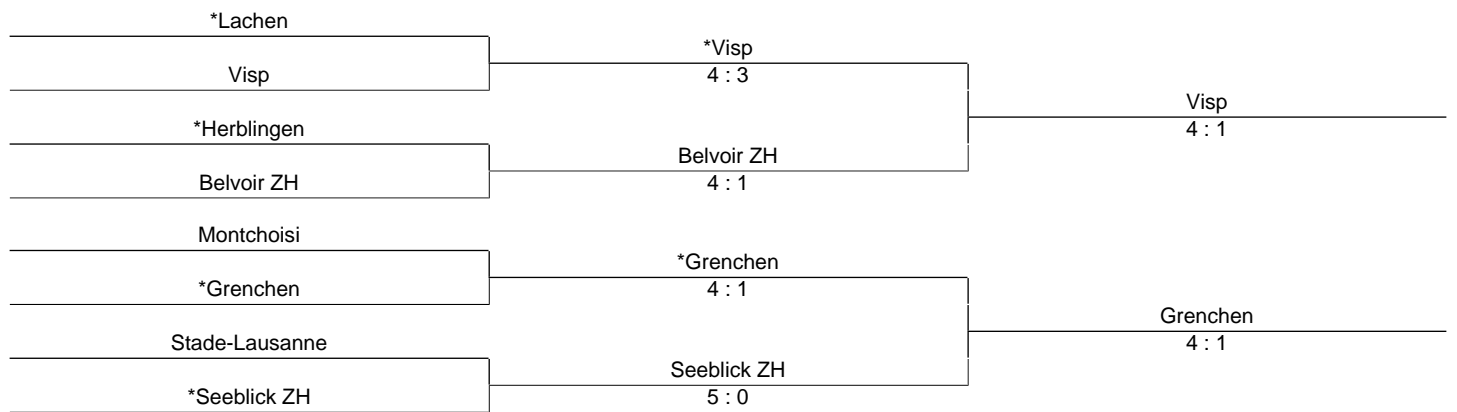 *Lachen
Visp
*Herblingen
Belvoir ZH
Montchoisi
*Grenchen
Stade-Lausanne
*Seeblick ZH
*Visp
4 : 3
Belvoir ZH
4 : 1
*Grenchen
4 : 1
Seeblick ZH
5 : 0
Visp
4 : 1
Grenchen
4 : 1